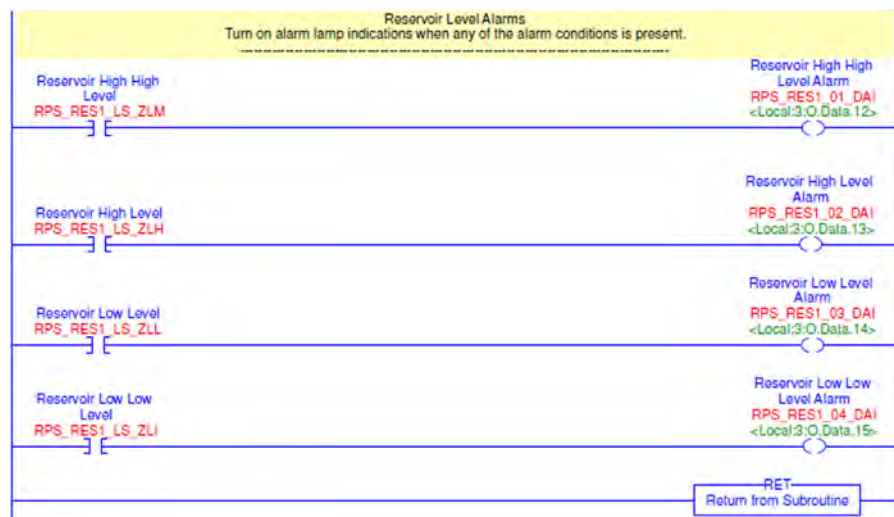 Reservoir Level Alarms
Turn on alarm lamp indications when any of the alarm conditions is present.
Reservoir High High
Level
RPS_RES1_LS_ZLM
Reservoir High High
Level Alarm
RPS_RES1_01_DAI
<Local:3:O.Data.12>
Reservoir High Level
RPS_RES1_LS_ZLH
Reservoir High Level
Alarm
RPS_RES1_02_DAI
<Local:3:O.Data.13>
Reservoir Low Level
RPS_RES1_LS_ZLL
Reservoir Low Level
Alarm
RPS_RES1_03_DAI
<Local:3:O.Data.14>
Reservoir Low Low
Level
RPS_RES1_LS_ZLI
Reservoir Low Low
Level Alarm
RPS_RES1_04_DAI
<Local:3:O.Data.15>
RET
Return from Subroutine